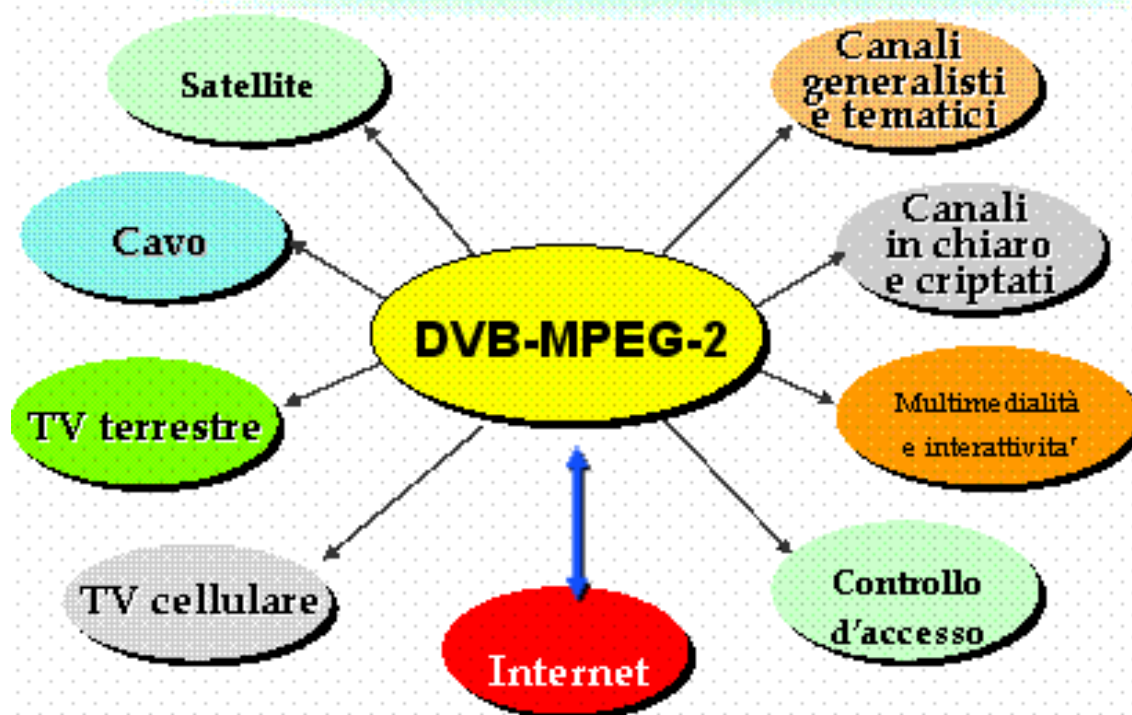 Satellite
Canali
generalisti
e tematici
Cavo
Canali
in chiaro
e criptati
DVB-MPEG-2
TV terrestre
Multimedialità
e interattivita'
TV cellulare
Controllo
d'accesso
Internet